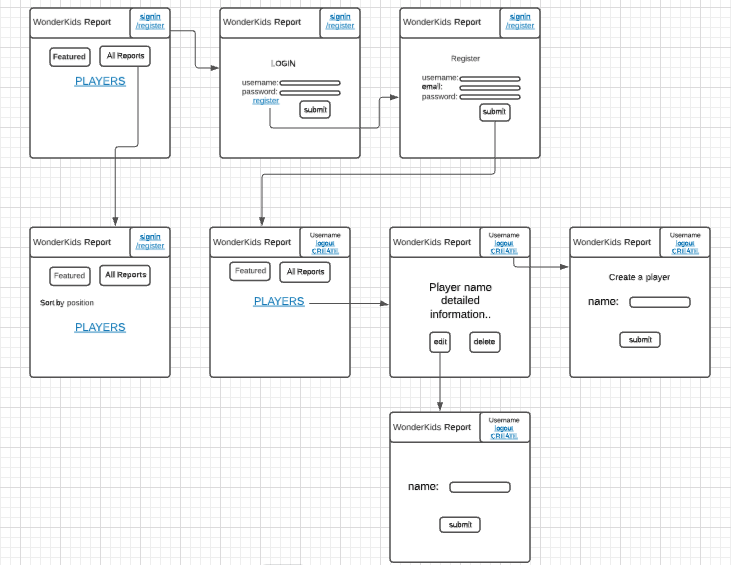 WonderKids Report
signin
/register
Featured
All Reports
PLAYERS
WonderKids Report
signin
/register
LOGIN
username:
password:
register
submit
WonderKids Report
signin
/register
Register
username:
email:
password:
submit
WonderKids Report
signin
/register
Featured
All Reports
Sort by position
PLAYERS
WonderKids Report
Username
logout
CREATE
Featured
All Reports
PLAYERS
WonderKids Report
Username
logout
CREATE
Player name
detailed
information..
edit
delete
WonderKids Report
Username
logout
CREATE
Create a player
name:
submit
WonderKids Report
Username
logout
CREATE
name:
submit